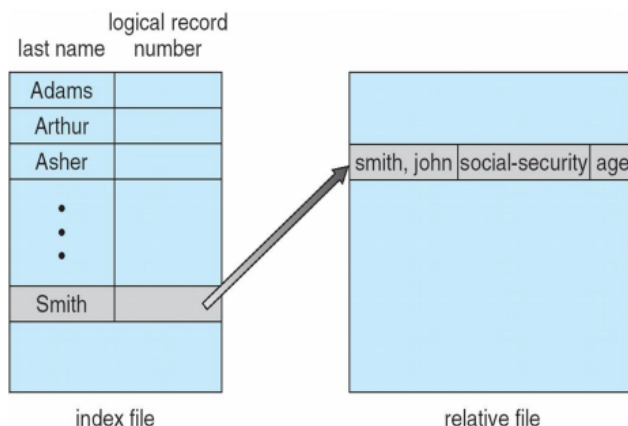 logical record
last name number
Adams
Arthur
Asher
Smith
index file
smith, john social-security age
relative file